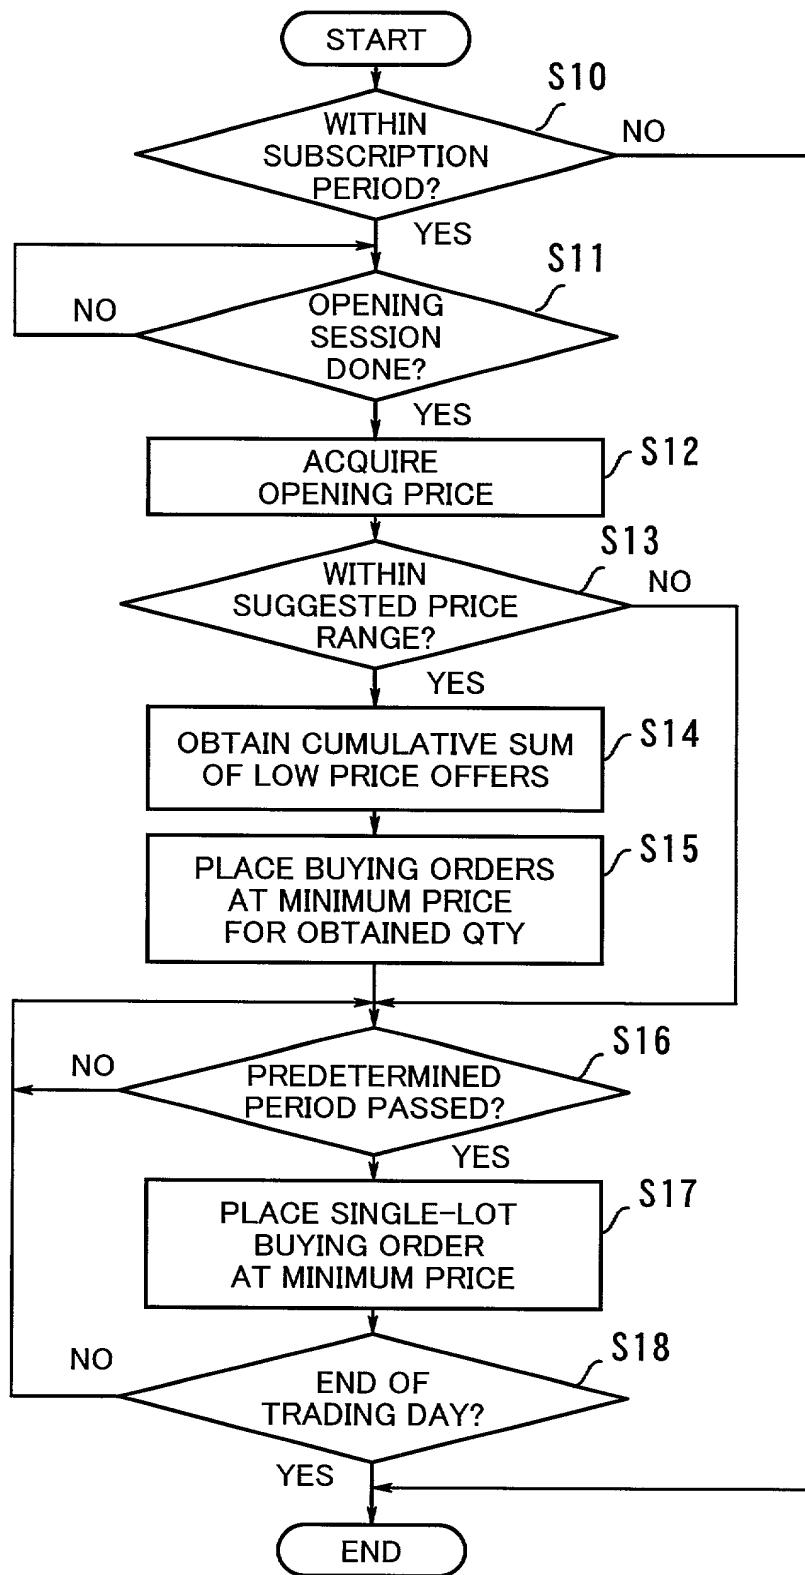 START
S10
WITHIN
SUBSCRIPTION
PERIOD?
NO
YES
S11
OPENING
SESSION
DONE?
NO
YES
S12
ACQUIRE
OPENING PRICE
S13
WITHIN
SUGGESTED PRICE
RANGE?
NO
YES
S14
OBTAIN CUMULATIVE SUM
OF LOW PRICE OFFERS
S15
PLACE BUYING ORDERS
AT MINIMUM PRICE
FOR OBTAINED QTY
S16
NO
PREDETERMINED
PERIOD PASSED?
YES
S17
PLACE SINGLE-LOT
BUYING ORDER
AT MINIMUM PRICE
S18
NO
END OF
TRADING DAY?
YES
END